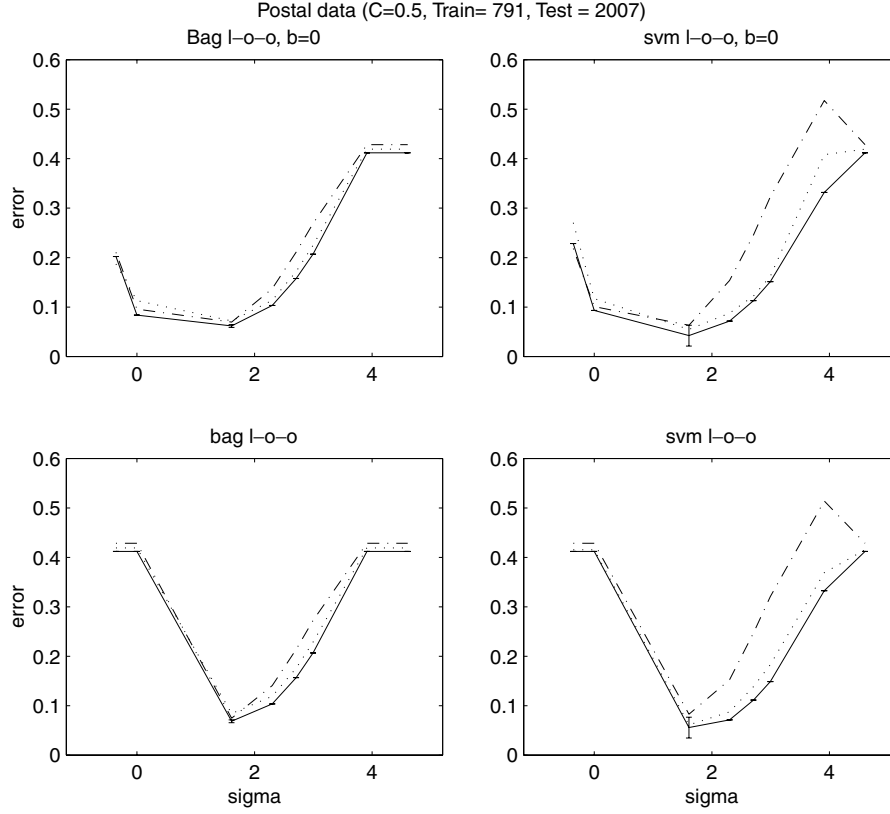 Postal data (C=0.5, Train= 791, Test = 2007)
Bag l–o–o, b=0
svm l–o–o, b=0
0.6
0.5
0.4
0.3
0.2
0.1
0
error
0 2 4
0.6
0.5
0.4
0.3
0.2
0.1
0
0 2 4
bag l–o–o
svm l–o–o
0.6
0.5
0.4
0.3
0.2
0.1
0
error
0 2 4
sigma
0.6
0.5
0.4
0.3
0.2
0.1
0
0 2 4
sigma